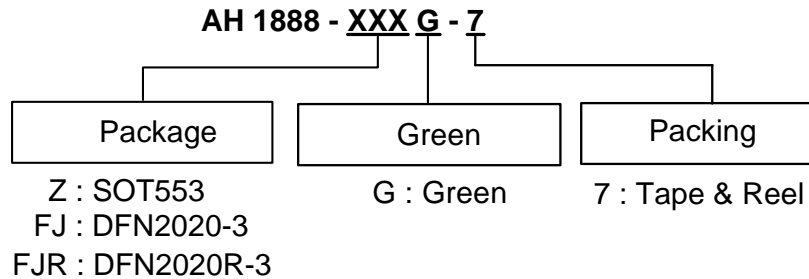 AH 1888 - XXX G - 7
Package
Green
Packing
Z : SOT553
G : Green
7 : Tape & Reel
FJ : DFN2020-3
FJR : DFN2020R-3